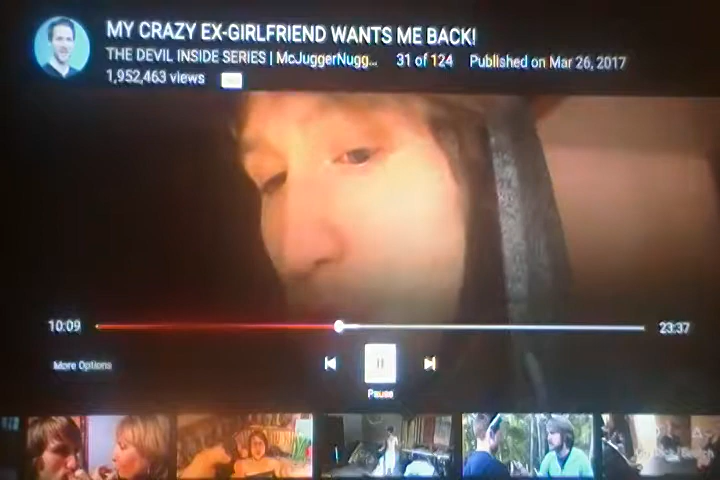 MY CRAZY EX-GIRLFRIEND WANTS ME BACK!
THE DEVIL INSIDE SERIES | McJuggerNugg... 31 of 124 Published on Mar 26, 2017
1,952,463 views
10:09 23:37
More Options
Pause